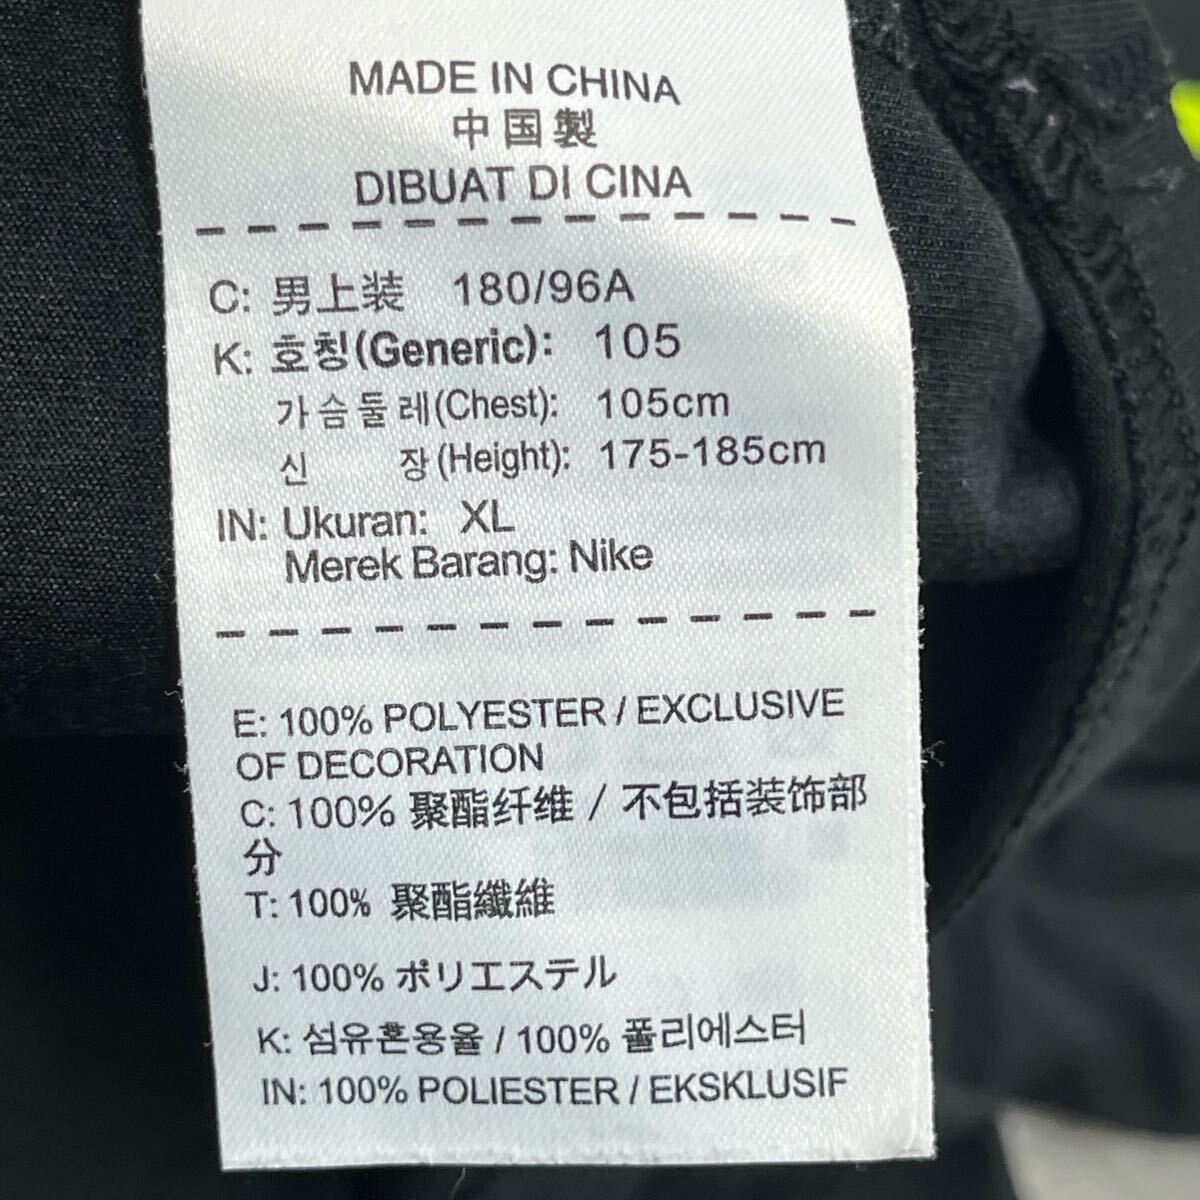 MADE IN CHINA
中国製
DIBUAT DI CINA
C: 男上装 180/96A
K: 호칭(Generic): 105
가슴둘레(Chest): 105cm
신 장(Height): 175-185cm
IN: Ukuran: XL
Merek Barang: Nike
E: 100% POLYESTER / EXCLUSIVE
OF DECORATION
C: 100% 聚酯纤维 / 不包括装饰部
分
T: 100% 聚酯纖維
J: 100% ポリエステル
K: 섬유혼용율 / 100% 폴리에스터
IN: 100% POLIESTER / EKSKLUSIF